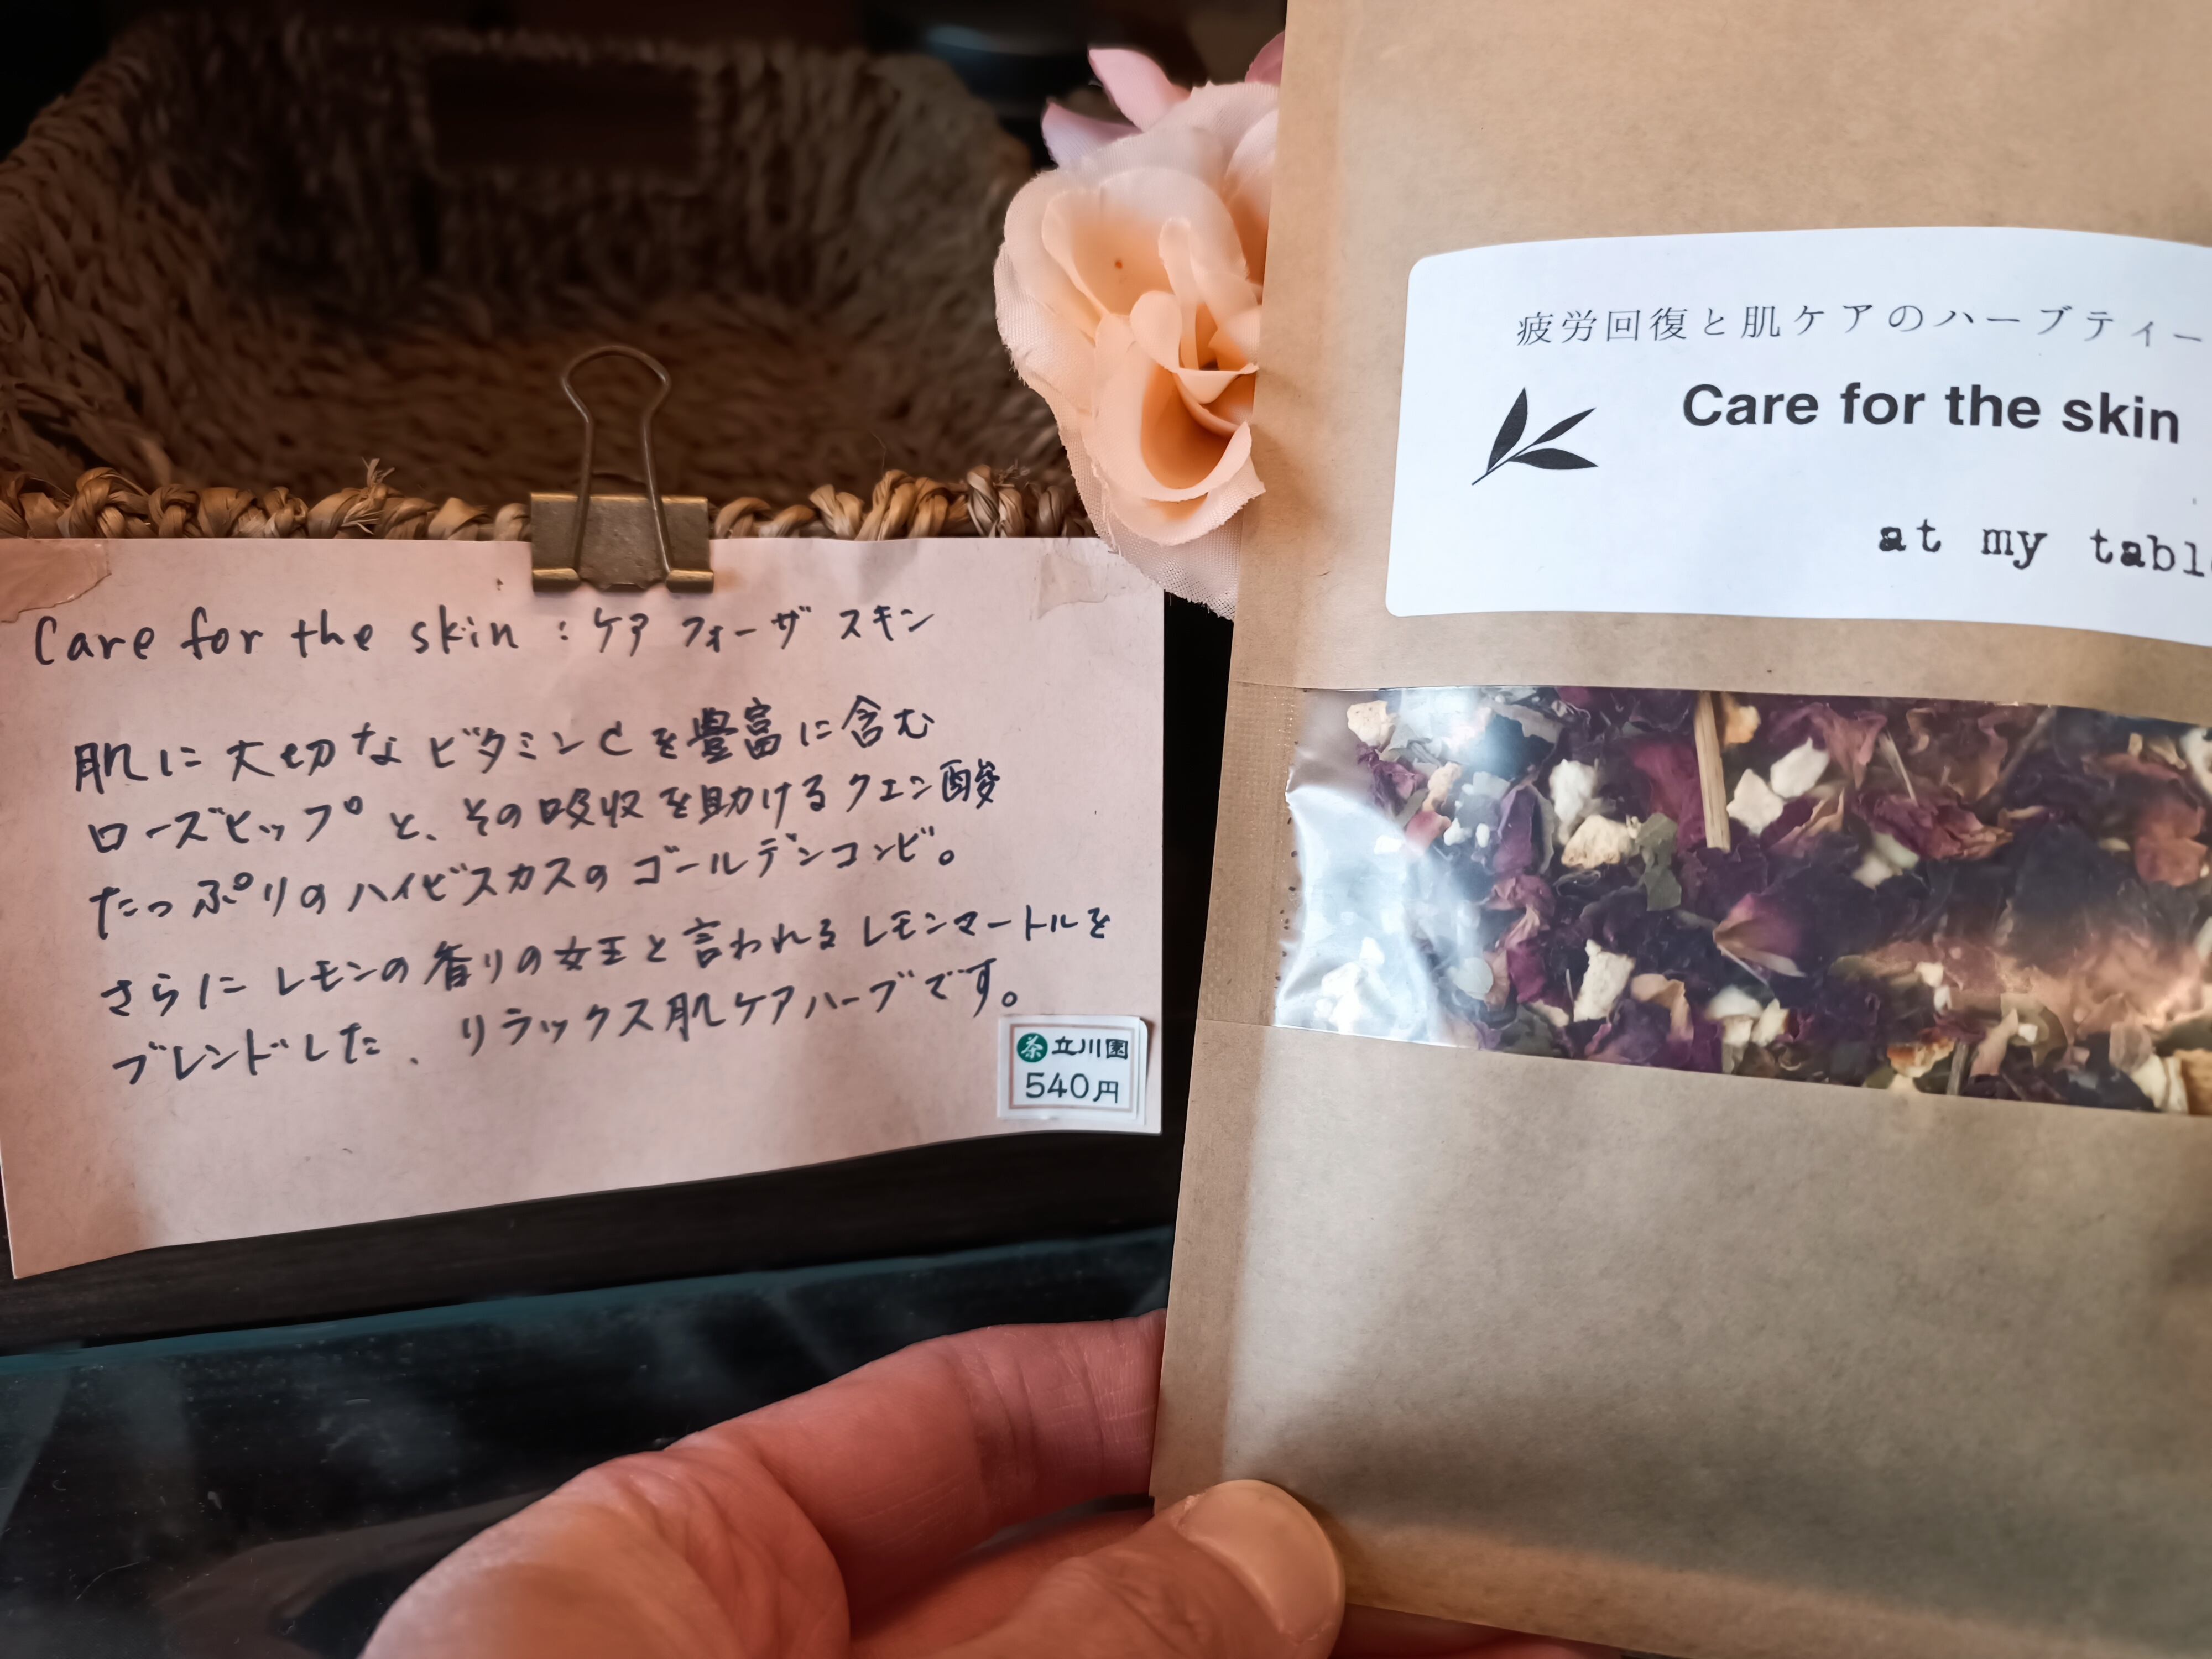 Care for the skin : ケア フォー ザ スキン
肌に大切なビタミンCを豊富に含む
ローズヒップと、その吸収を助けるクエン酸
たっぷりのハイビスカスのゴールデンコンビ。
さらにレモンの香りの女王と言われるレモンマートルを
ブレンドした、リラックス肌ケアハーブです。
茶 立川園
540円
疲労回復と肌ケアのハーブティー
Care for the skin
at my tabl